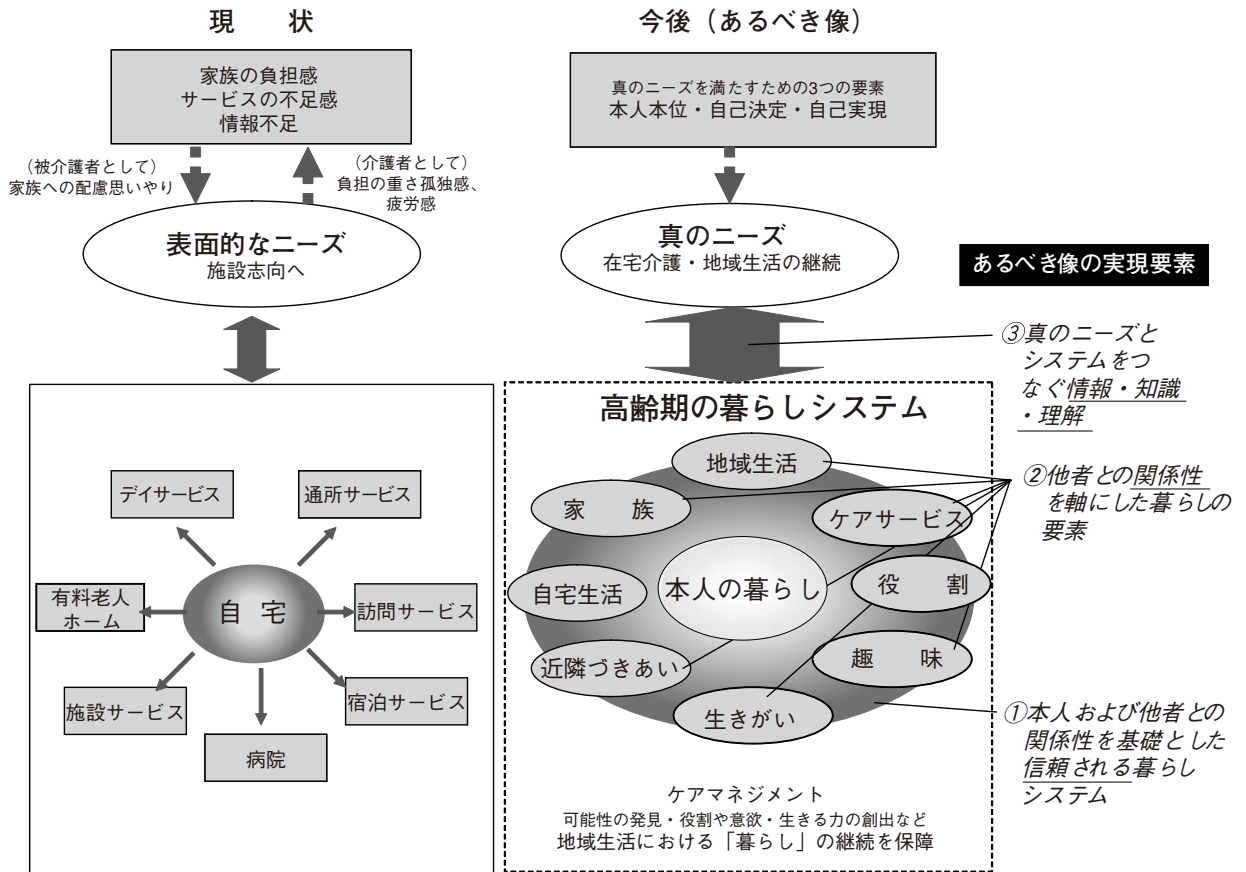 現　状
家族の負担感
サービスの不足感
情報不足
（被介護者として）
家族への配慮思いやり
（介護者として）
負担の重さ孤独感、
疲労感
表面的なニーズ
施設志向へ
デイサービス
通所サービス
有料老人
ホーム
自 宅
訪問サービス
施設サービス
宿泊サービス
病院
今後（あるべき像）
真のニーズを満たすための3つの要素
本人本位・自己決定・自己実現
真のニーズ
在宅介護・地域生活の継続
高齢期の暮らしシステム
地域生活
家　族
ケアサービス
自宅生活
本人の暮らし
役　割
近隣づきあい
趣　味
生きがい
ケアマネジメント
可能性の発見・役割や意欲・生きる力の創出など
地域生活における「暮らし」の継続を保障
あるべき像の実現要素
③真のニーズと
システムをつ
なぐ情報・知識
・理解
②他者との関係性
を軸にした暮らしの
要素
①本人および他者との
関係性を基礎とした
信頼される暮らし
システム